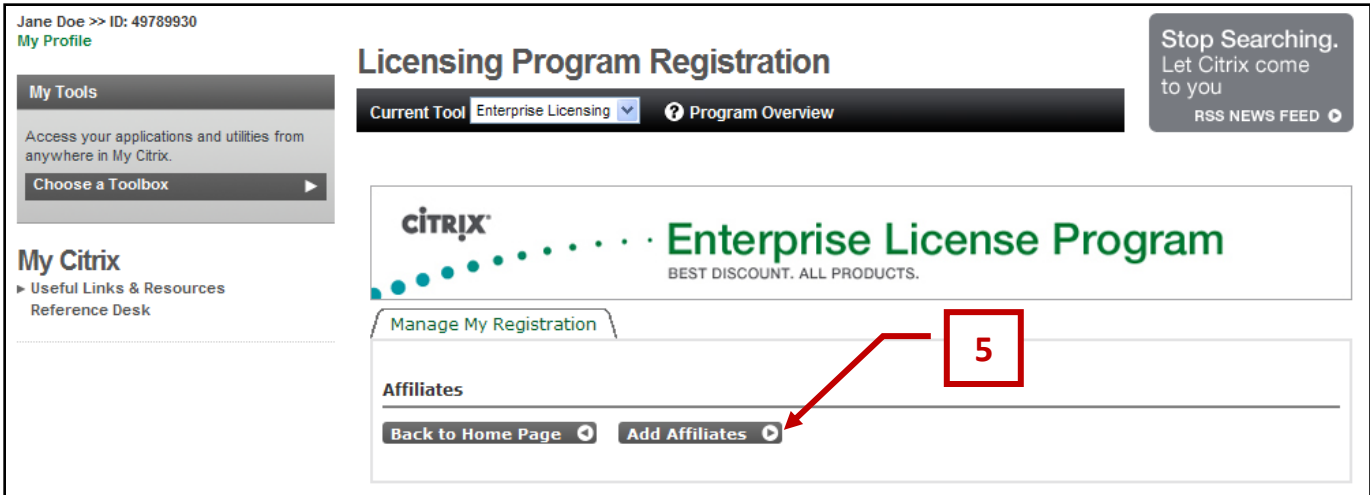 Jane Doe >> ID: 49789930
My Profile
My Tools
Access your applications and utilities from
anywhere in My Citrix.
Choose a Toolbox
My Citrix
Useful Links & Resources
Reference Desk
Licensing Program Registration
Current Tool Enterprise Licensing ? Program Overview
Stop Searching.
Let Citrix come
to you
RSS NEWS FEED
CİTRIX
Enterprise License Program
BEST DISCOUNT. ALL PRODUCTS.
Manage My Registration
5
Affiliates
Back to Home Page Add Affiliates